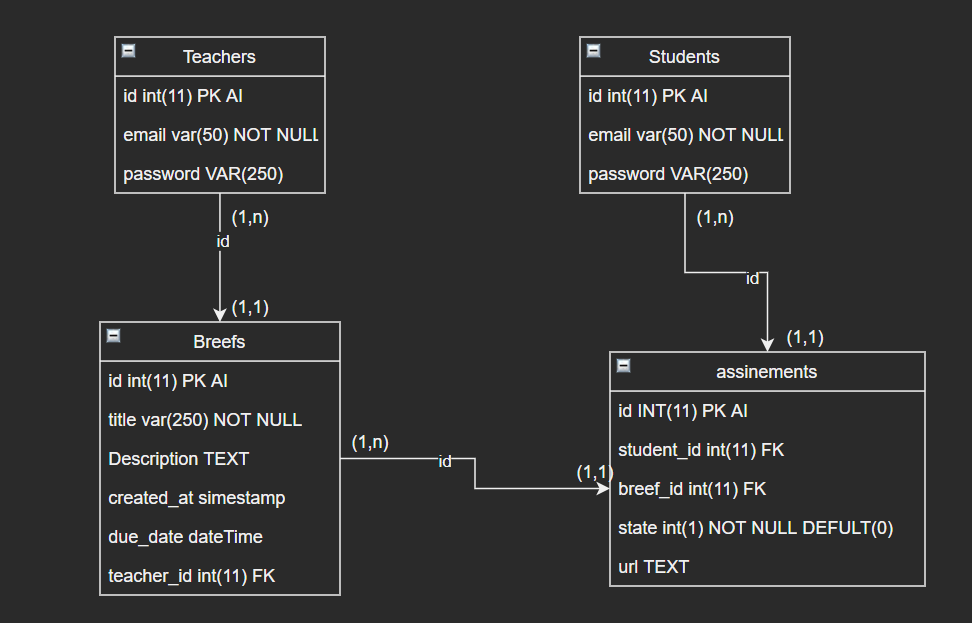 Teachers
id int(11) PK AI
email var(50) NOT NULL
password VAR(250)
(1,n)
id
(1,1)
Students
id int(11) PK AI
email var(50) NOT NULL
password VAR(250)
(1,n)
id
(1,1)
Breefs
id int(11) PK AI
title var(250) NOT NULL
Description TEXT
created_at simestamp
due_date dateTime
teacher_id int(11) FK
(1,n)
id
(1,1)
assinements
id INT(11) PK AI
student_id int(11) FK
breef_id int(11) FK
state int(1) NOT NULL DEFULT(0)
url TEXT